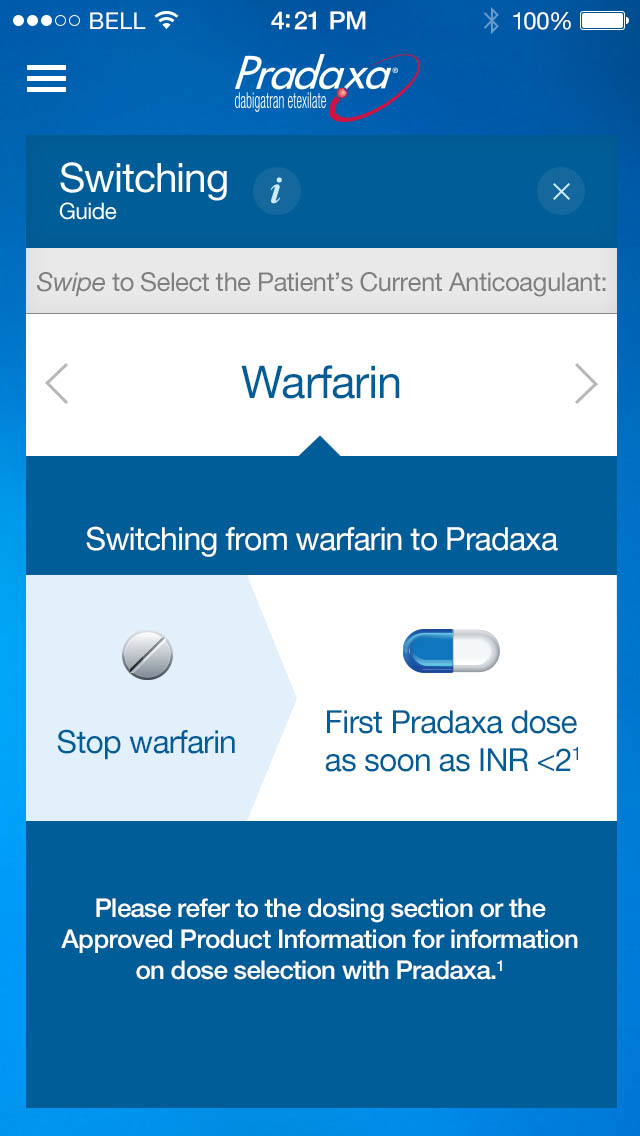 BELL 4:21 PM 100%
Pradaxa®
dabigatran etexilate
Switching
Guide
i
Swipe to Select the Patient's Current Anticoagulant:
Warfarin
Switching from warfarin to Pradaxa
Stop warfarin
First Pradaxa dose
as soon as INR <2¹
Please refer to the dosing section or the
Approved Product Information for information
on dose selection with Pradaxa.¹